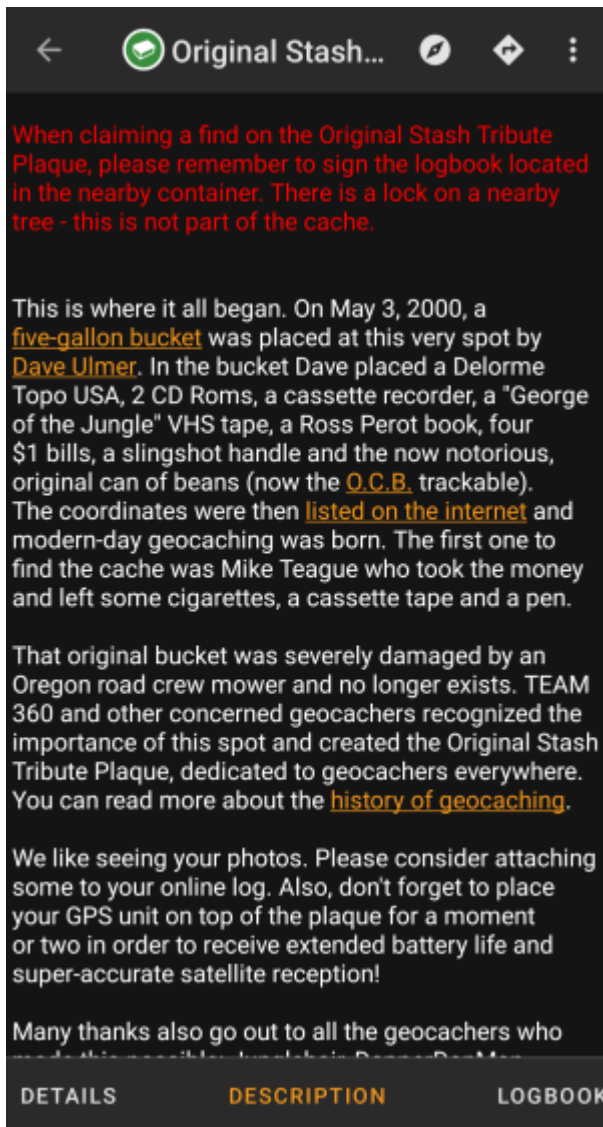 Original Stash...
When claiming a find on the Original Stash Tribute
Plaque, please remember to sign the logbook located
in the nearby container. There is a lock on a nearby
tree - this is not part of the cache.
This is where it all began. On May 3, 2000, a
five-gallon bucket was placed at this very spot by
Dave Ulmer. In the bucket Dave placed a Delorme
Topo USA, 2 CD Roms, a cassette recorder, a "George
of the Jungle" VHS tape, a Ross Perot book, four
$1 bills, a slingshot handle and the now notorious,
original can of beans (now the O.C.B. trackable).
The coordinates were then listed on the internet and
modern-day geocaching was born. The first one to
find the cache was Mike Teague who took the money
and left some cigarettes, a cassette tape and a pen.
That original bucket was severely damaged by an
Oregon road crew mower and no longer exists. TEAM
360 and other concerned geocachers recognized the
importance of this spot and created the Original Stash
Tribute Plaque, dedicated to geocachers everywhere.
You can read more about the history of geocaching.
We like seeing your photos. Please consider attaching
some to your online log. Also, don't forget to place
your GPS unit on top of the plaque for a moment
or two in order to receive extended battery life and
super-accurate satellite reception!
Many thanks also go out to all the geocachers who
made this possible:
DETAILS DESCRIPTION LOGBOOK